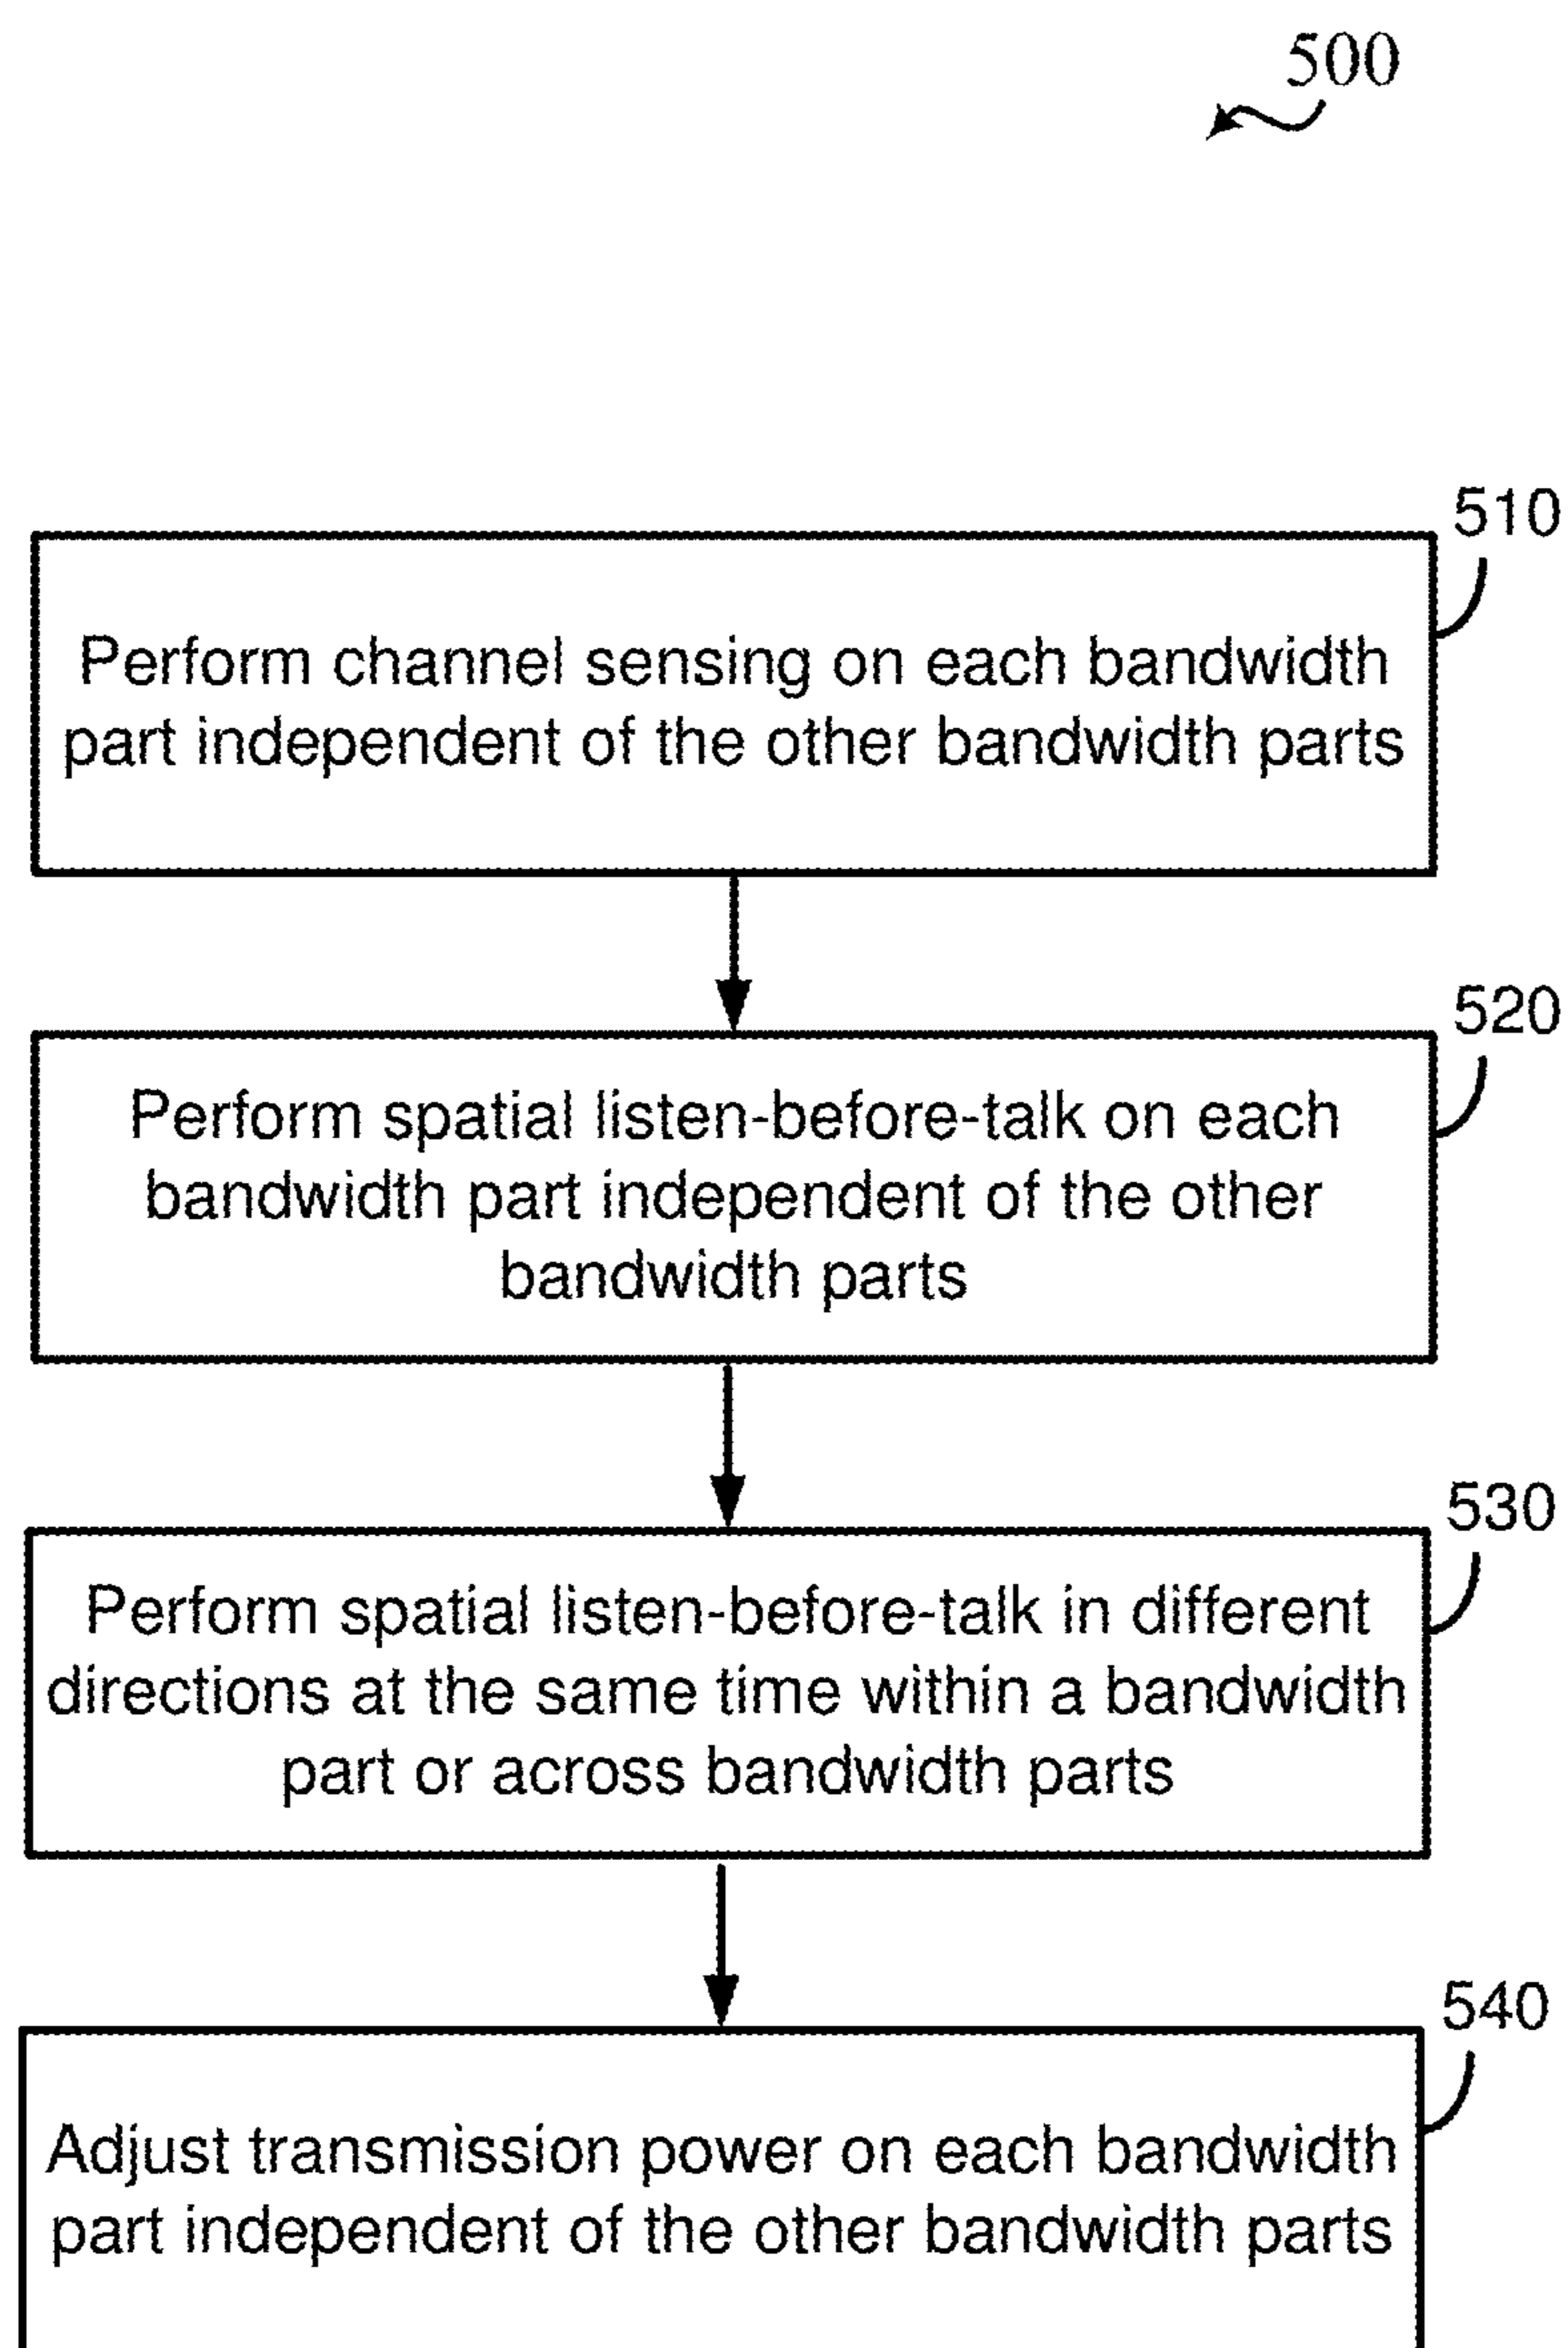 500
510
Perform channel sensing on each bandwidth
part independent of the other bandwidth parts
520
Perform spatial listen-before-talk on each
bandwidth part independent of the other
bandwidth parts
530
Perform spatial listen-before-talk in different
directions at the same time within a bandwidth
part or across bandwidth parts
540
Adjust transmission power on each bandwidth
part independent of the other bandwidth parts